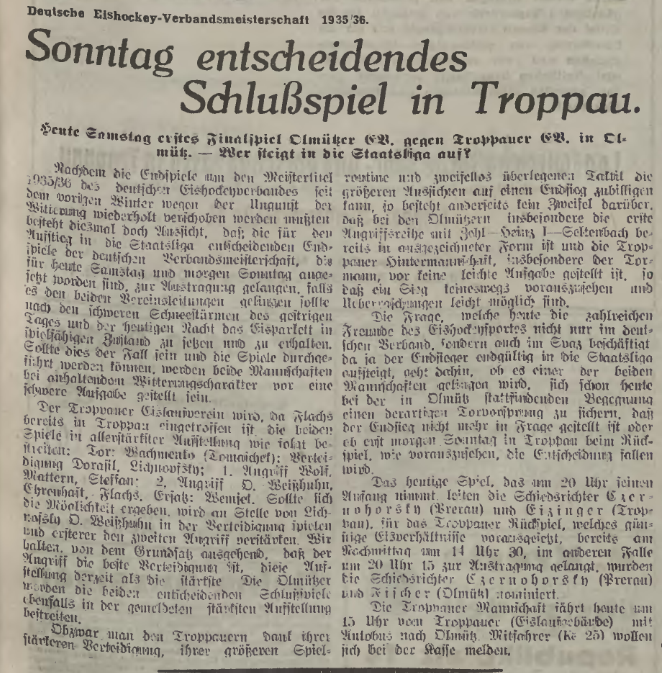 Deutsche Eishockey-Verbandsmeisterschaft 1935/36.
Sonntag entscheidendes
Schlußspiel in Troppau.
Heute Samstag erstes Finalspiel Olmützer EV. gegen Troppauer EV. in Ol-
mütz. — Wer steigt in die Staatsliga auf?
Nachdem die Endspiele um den Meistertitel
1935/36 des deutschen Eishockeyverbandes seit
dem vorigen Winter wegen der Ungunst der
Witterung wiederholt verschoben werden mußten
besteht diesmal doch Aussicht, daß die für den
Aufstieg in die Staatsliga entscheidenden End-
spiele der deutschen Verbandsmeisterschaft, die
für heute Samstag und morgen Sonntag ange-
setzt worden sind, zur Austragung gelangen, falls
es den beiden Vereinsleitungen gelingen sollte
nach den schweren Schneestürmen des gestrigen
Tages und der heutigen Nacht das Eisparkett in
spielfähigen Zustand zu setzen und zu erhalten.
Sollte dies der Fall sein und die Spiele durchge-
führt werden können, werden beide Mannschaften
bei anhaltendem Witterungscharakter vor eine
schwere Aufgabe gestellt sein.
Der Troppauer Eislaufverein wird, da Flachs
bereits in Troppau eingetroffen ist die beiden
Spiele in allerstärkster Aufstellung wie folgt be-
streiten: Tor: Wachmento (Tomaschek); Vertei-
digung Dorasil, Lichnovsky; 1. Angriff Wolf,
Mattern, Steffan; 2. Angriff O. Weißhuhn,
Ehrenhaft, Flachs. Ersatz: Wemsel. Sollte sich
die Möglichkeit ergeben, wird an Stelle von Lich-
novsky O. Weißhuhn in der Verteidigung spielen
und ersterer den zweiten Angriff verstärken. Wir
halten, von dem Grundsatz ausgehend, daß der
Angriff die beste Verteidigung ist, diese Auf-
stellung derzeit als die stärkste Die Olmützer
werden die beiden entscheidenden Schlußspiele
ebenfalls in der gemeldeten stärksten Aufstellung
bestreiten.
Obzwar man den Troppauern dank ihrer
stärkeren Verteidigung, ihrer größeren Spiel-
routine und zweifellos überlegenen Taktik die
größeren Aussichten auf einen Endsieg zubilligen
kann, so besteht anderseits kein Zweifel darüber,
daß bei den Olmützern insbesondere die erste
Angriffsreihe mit Zehl—Heinz I—Seltenbach be-
reits in ausgezeichneter Form ist und die Trop-
pauer Hintermannschaft, insbesondere der Tor-
mann, vor keine leichte Aufgabe gestellt ist, so
daß ein Sieg keineswegs vorauszusehen und
Ueberraschungen leicht möglich sind.
Die Frage, welche heute die zahlreichen
Freunde des Eishockeysportes nicht nur im deut-
schen Verband, sondern auch im Svaz beschäftigt
da ja der Endsieger endgültig in die Staatsliga
aufsteigt, geht dahin, ob es einer der beiden
Mannschaften gelingen wird, sich schon heute
bei der in Olmütz stattfindenden Begegnung
einen derartigen Torvorsprung zu sichern, daß
der Endsieg nicht mehr in Frage gestellt ist oder
ob erst morgen Sonntag in Troppau beim Rück-
spiel, wie vorauszusehen, die Entscheidung fallen
wird.
Das heutige Spiel, das um 20 Uhr seinen
Anfang nimmt leiten die Schiedsrichter Czer-
nohorsky (Prerau) und Eizinger (Trop-
pau), für das Troppauer Rückspiel, welches gün-
stige Eisverhältnisse vorausgesetzt, bereits am
Nachmittag um 14 Uhr 30, im anderen Falle
um 20 Uhr 15 zur Austragung gelangt, wurden
die Schiedsrichter Czernohorsky (Prerau)
und Fischer (Olmütz) nominiert.
Die Troppauer Mannschaft fährt heute um
15 Uhr vom Troppauer (Eislaufgebäude) mit
Autobus nach Olmütz. Mitfahrer (Kc 25) wollen
sich bei der Kasse melden.